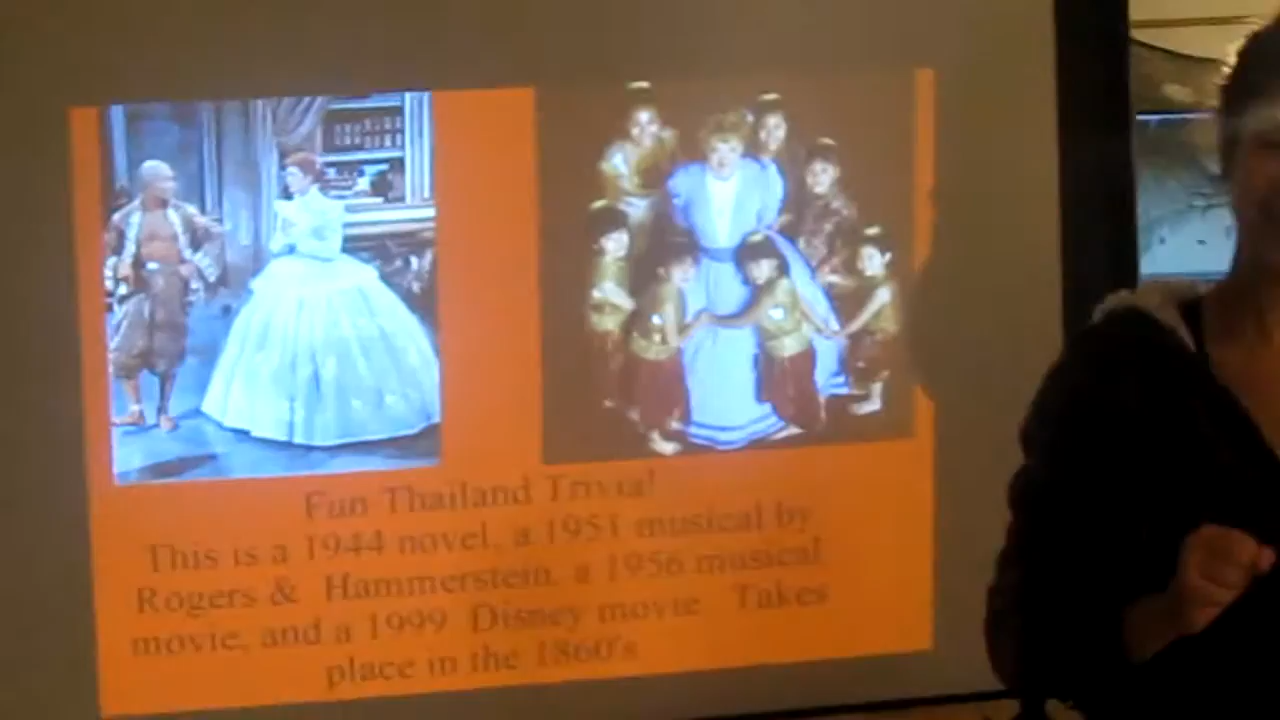 Fun Thailand Trivia!
This is a 1944 novel, a 1951 musical by
Rogers & Hammerstein, a 1956 musical
movie, and a 1999 Disney movie Takes
place in the 1860's